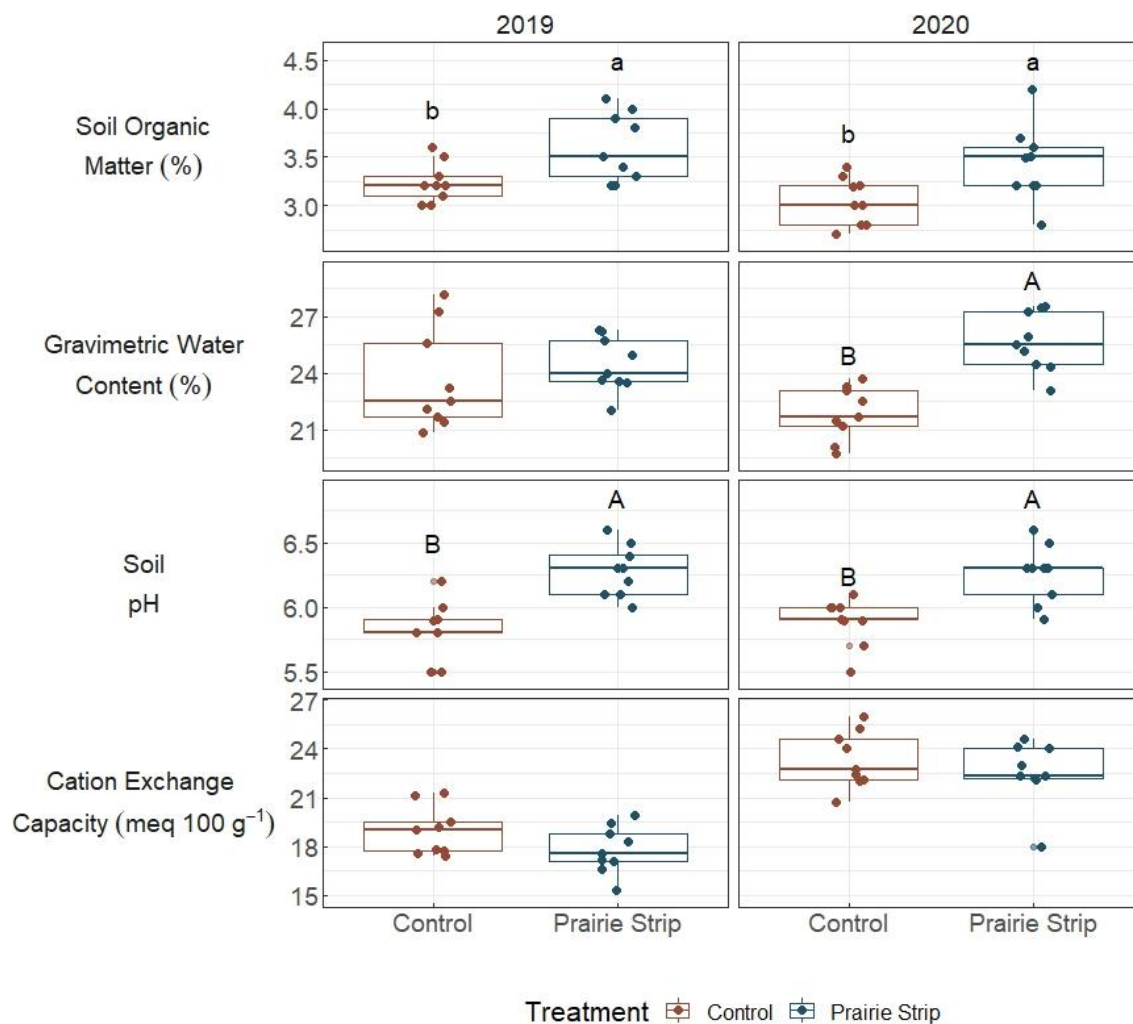 2019 2020
Soil Organic
Matter (%)
4.5
4.0
3.5
3.0
b a b a
Gravimetric Water
Content (%)
27
24
21
B A
Soil
pH
6.5
6.0
5.5
B A B A
Cation Exchange
Capacity (meq 100 g⁻¹)
27
24
21
18
15
Control Prairie Strip Control Prairie Strip
Treatment Control Prairie Strip